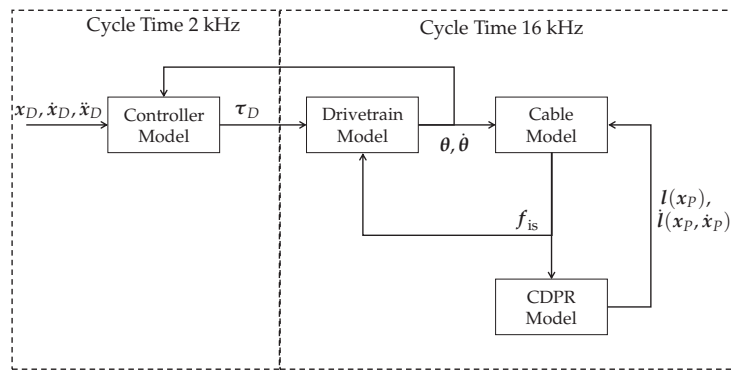 Cycle Time 2 kHz
Cycle Time 16 kHz
x_D, ẋ_D, ẍ_D
Controller
Model
τ_D
Drivetrain
Model
θ, θ̇
Cable
Model
f_is
l(x_P),
l̇(x_P, ẋ_P)
CDPR
Model